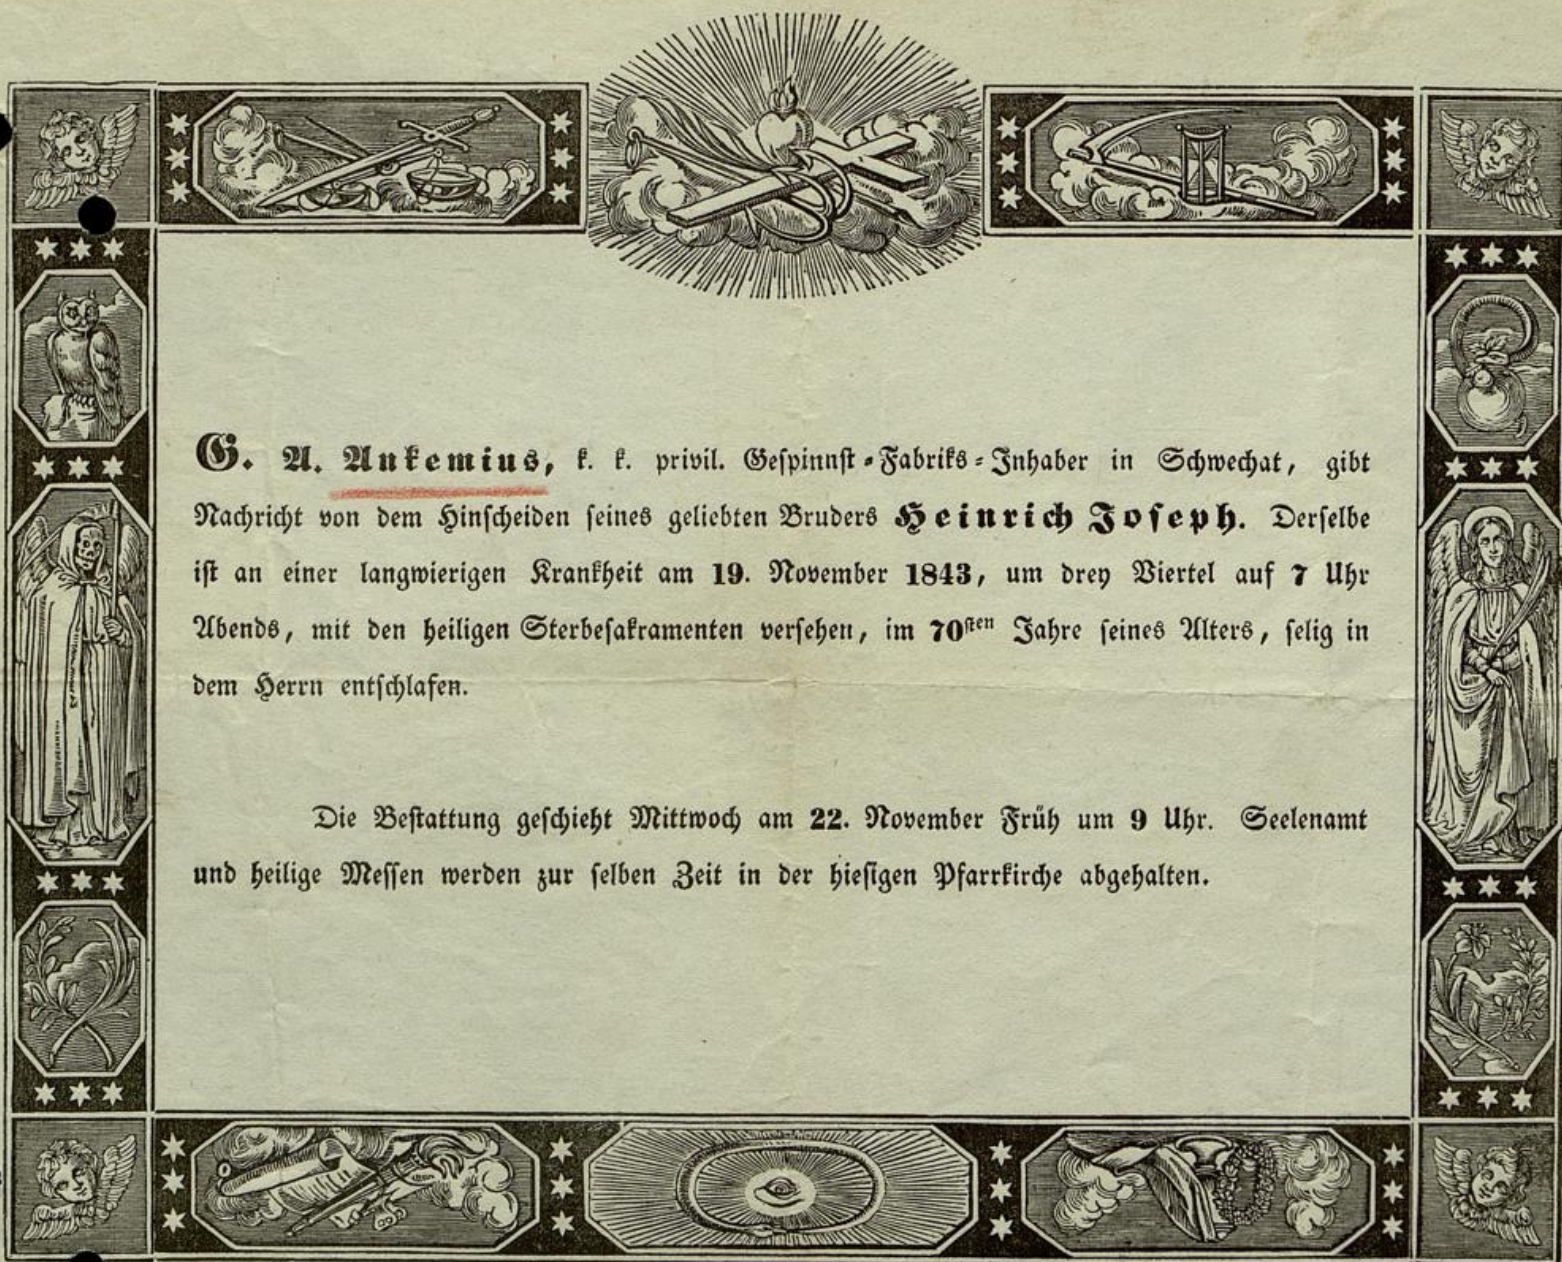 G. A. Ankemius, k. k. privil. Gespinnst-Fabriks-Inhaber in Schwechat, gibt
Nachricht von dem Hinscheiden seines geliebten Bruders Heinrich Joseph. Derselbe
ist an einer langwierigen Krankheit am 19. November 1843, um drey Viertel auf 7 Uhr
Abends, mit den heiligen Sterbesakramenten versehen, im 70sten Jahre seines Alters, selig in
dem Herrn entschlafen.
Die Bestattung geschieht Mittwoch am 22. November Früh um 9 Uhr. Seelenamt
und heilige Messen werden zur selben Zeit in der hiesigen Pfarrkirche abgehalten.